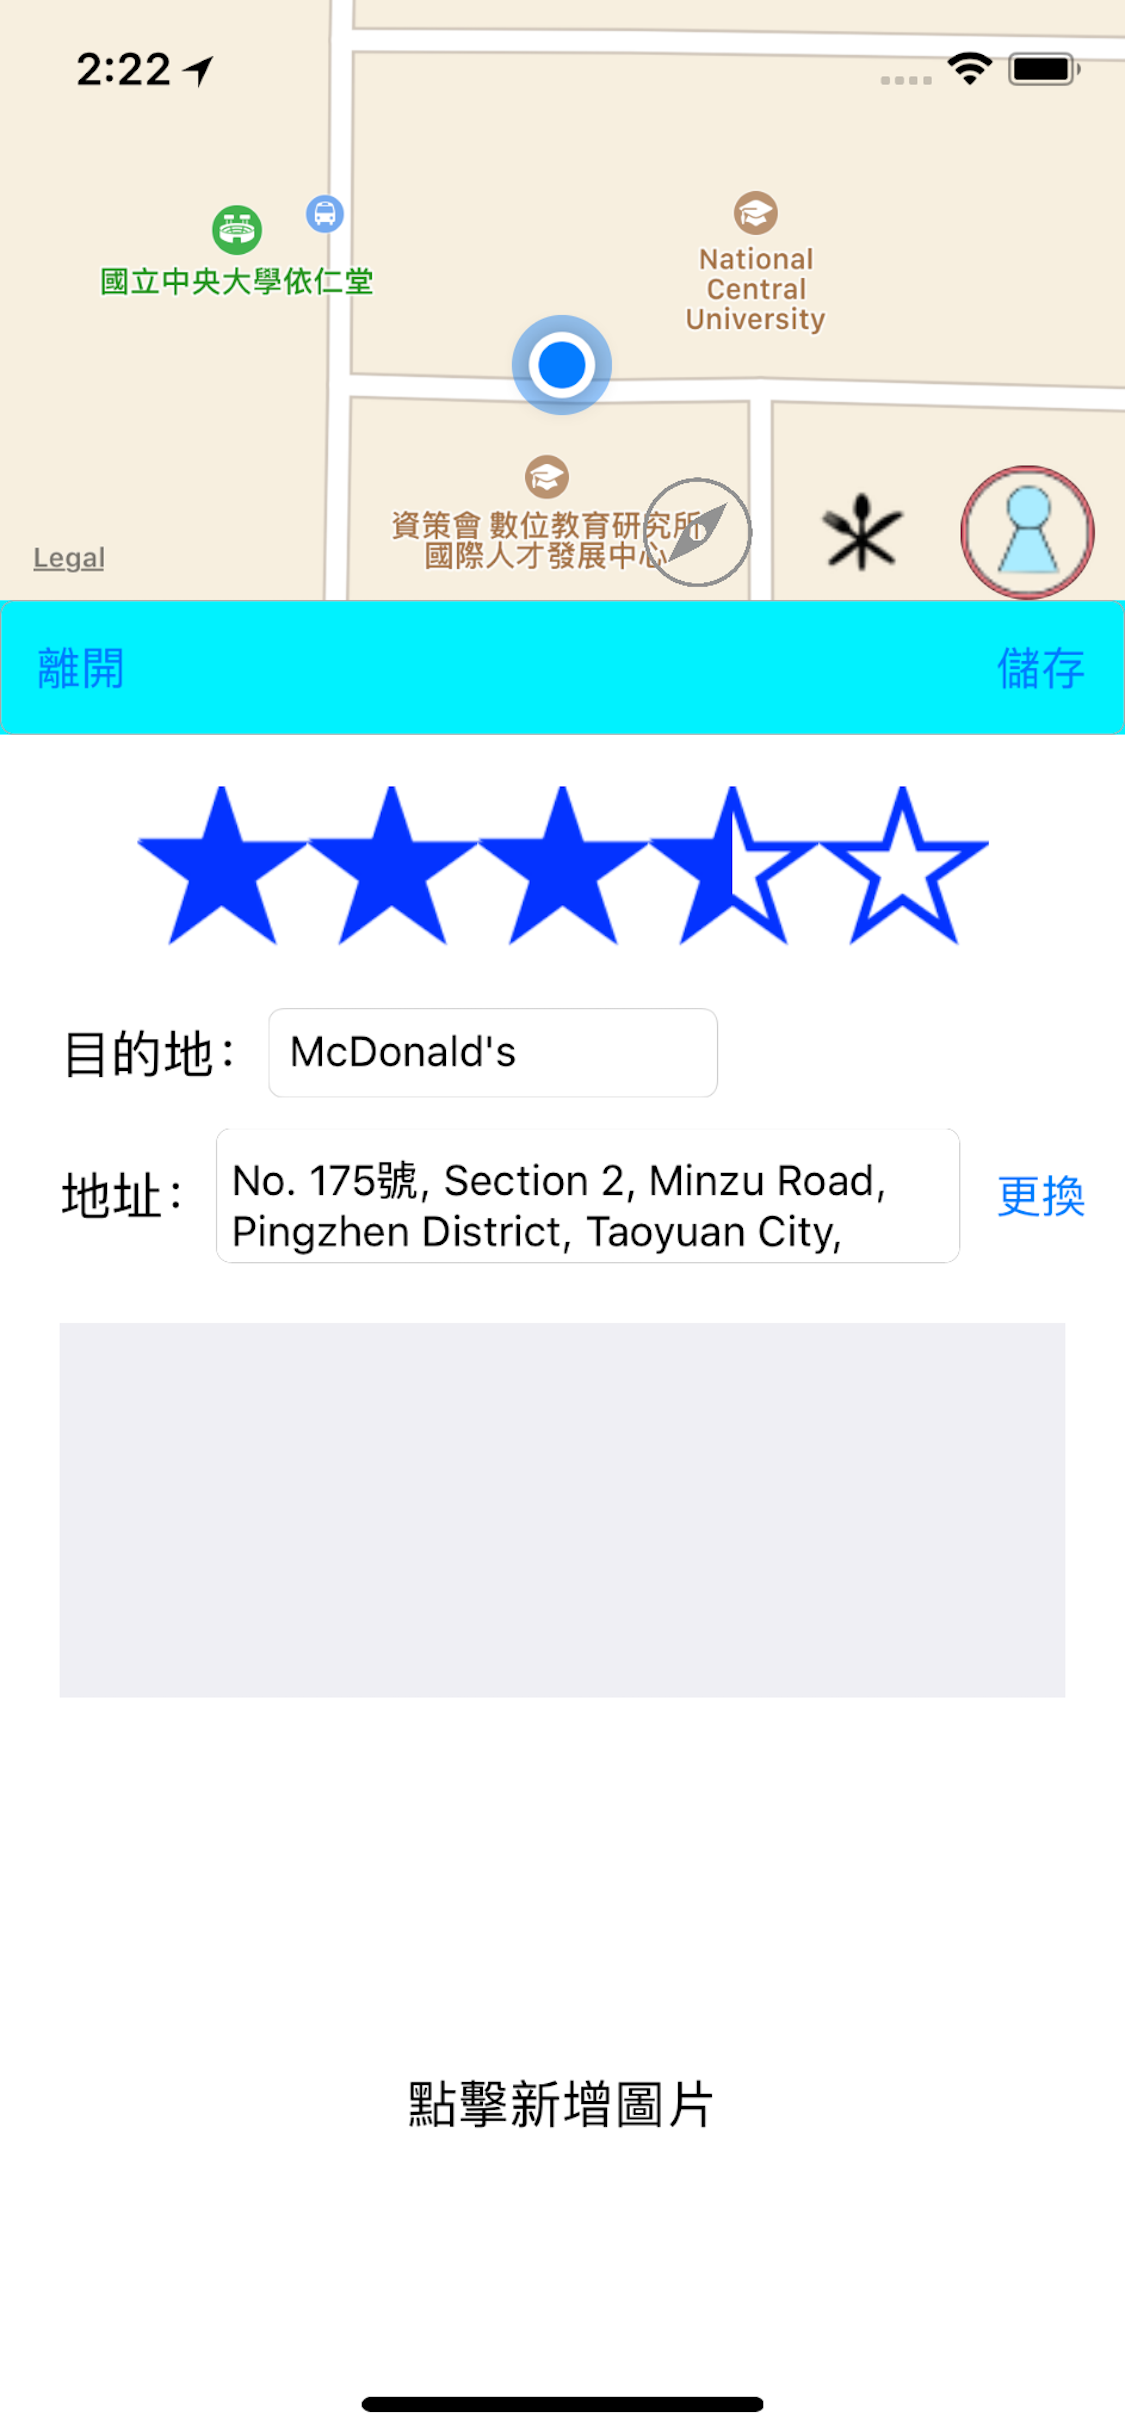 2:22
國立中央大學依仁堂
National
Central
University
資策會 數位教育研究所
國際人才發展中心
Legal
離開
儲存
目的地：
McDonald's
地址：
No. 175號, Section 2, Minzu Road,
Pingzhen District, Taoyuan City,
更換
點擊新增圖片